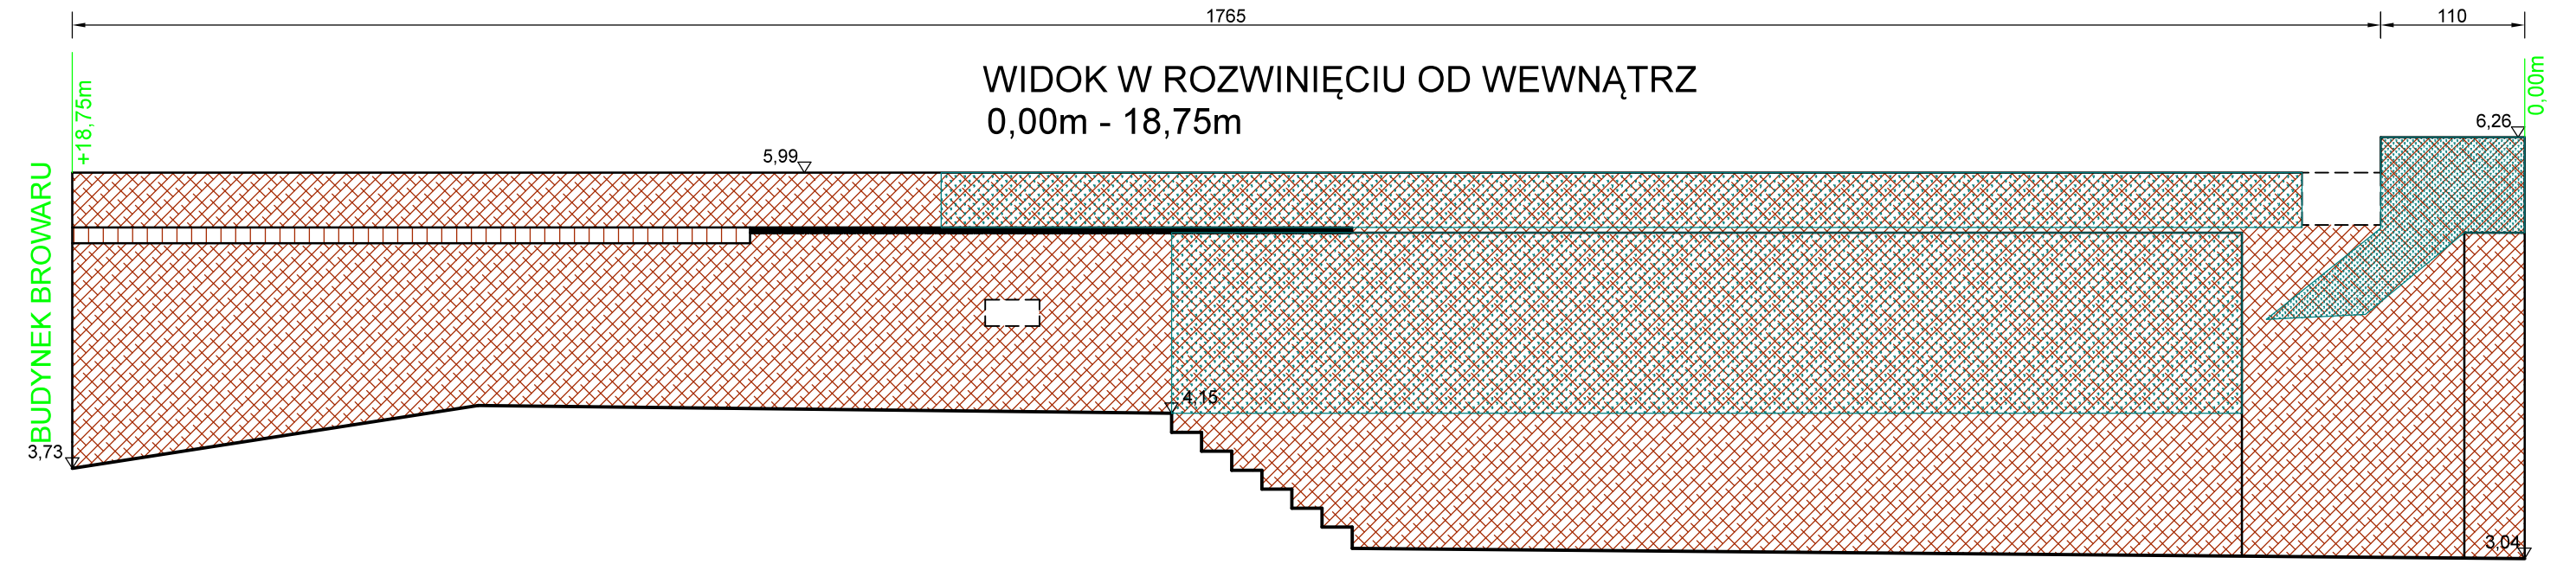 1765
110
+18,75m
WIDOK W ROZWINIĘCIU OD WEWNĄTRZ
0,00m - 18,75m
0,00m
6,26
5,99
BUDYNEK BROWARU
4,15
3,73
3,04